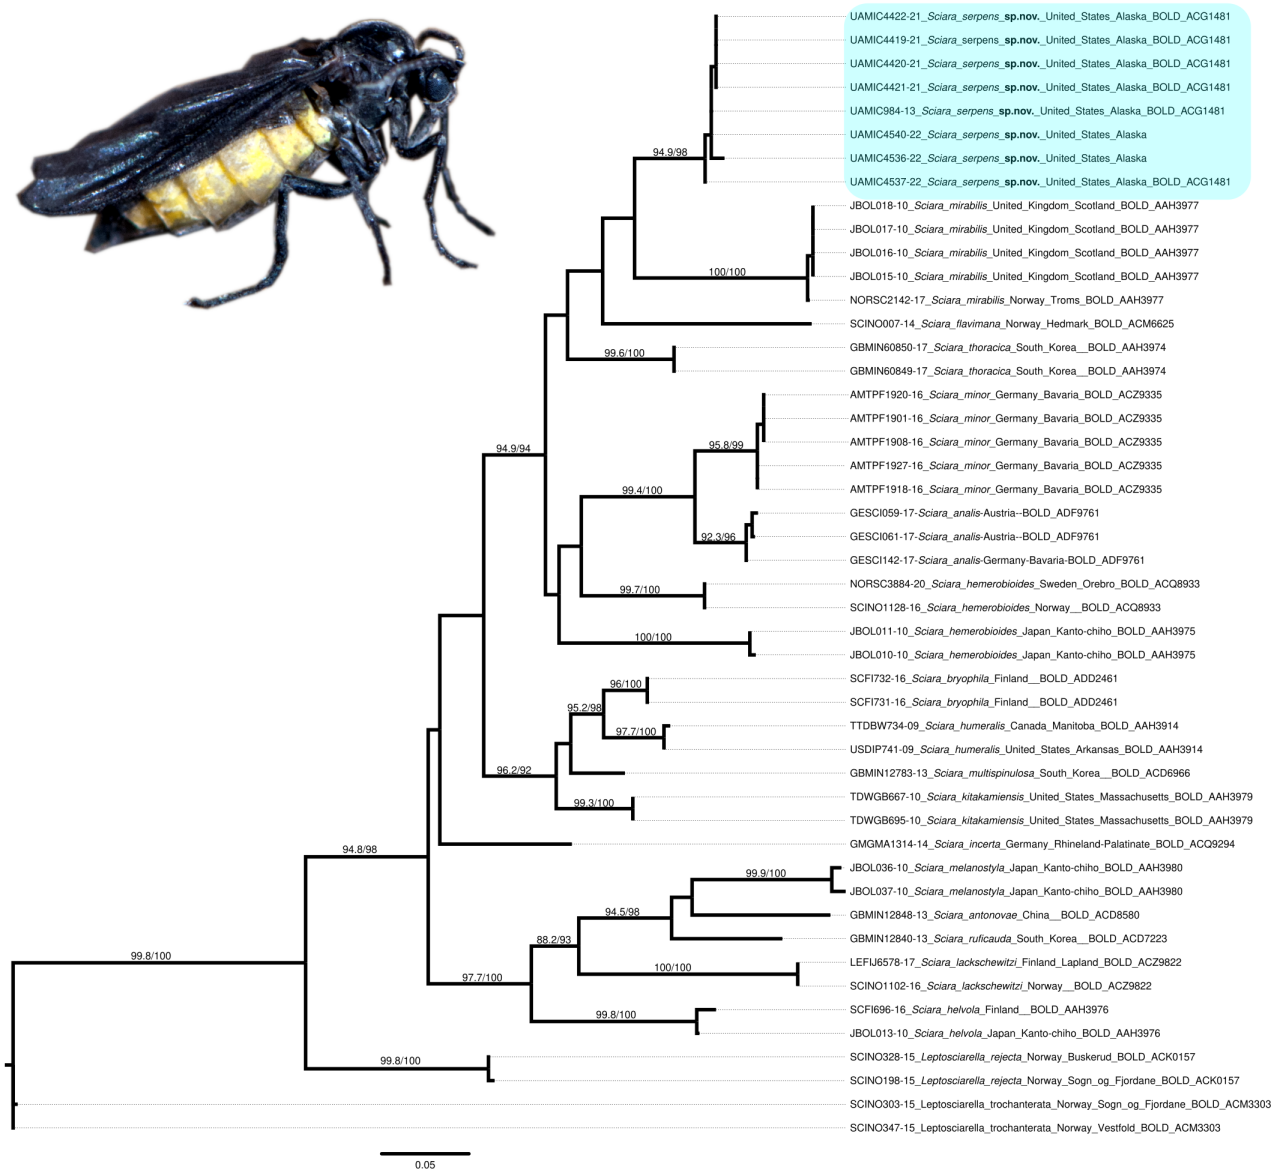 UAMIC4422-21_Sciara_serpens_sp.nov._United_States_Alaska_BOLD_ACG1481
UAMIC4419-21_Sciara_serpens_sp.nov._United_States_Alaska_BOLD_ACG1481
UAMIC4420-21_Sciara_serpens_sp.nov._United_States_Alaska_BOLD_ACG1481
UAMIC4421-21_Sciara_serpens_sp.nov._United_States_Alaska_BOLD_ACG1481
UAMIC984-13_Sciara_serpens_sp.nov._United_States_Alaska_BOLD_ACG1481
UAMIC4540-22_Sciara_serpens_sp.nov._United_States_Alaska
94.9/98
UAMIC4536-22_Sciara_serpens_sp.nov._United_States_Alaska
UAMIC4537-22_Sciara_serpens_sp.nov._United_States_Alaska_BOLD_ACG1481
JBOL018-10_Sciara_mirabilis_United_Kingdom_Scotland_BOLD_AAH3977
JBOL017-10_Sciara_mirabilis_United_Kingdom_Scotland_BOLD_AAH3977
JBOL016-10_Sciara_mirabilis_United_Kingdom_Scotland_BOLD_AAH3977
100/100
JBOL015-10_Sciara_mirabilis_United_Kingdom_Scotland_BOLD_AAH3977
NORSC2142-17_Sciara_mirabilis_Norway_Troms_BOLD_AAH3977
SCINO007-14_Sciara_flavimana_Norway_Hedmark_BOLD_ACM6625
GBMIN60850-17_Sciara_thoracica_South_Korea__BOLD_AAH3974
99.6/100
GBMIN60849-17_Sciara_thoracica_South_Korea__BOLD_AAH3974
AMTPF1920-16_Sciara_minor_Germany_Bavaria_BOLD_ACZ9335
AMTPF1901-16_Sciara_minor_Germany_Bavaria_BOLD_ACZ9335
AMTPF1908-16_Sciara_minor_Germany_Bavaria_BOLD_ACZ9335
95.8/99
94.9/94
AMTPF1927-16_Sciara_minor_Germany_Bavaria_BOLD_ACZ9335
AMTPF1918-16_Sciara_minor_Germany_Bavaria_BOLD_ACZ9335
99.4/100
GESCI059-17-Sciara_analis-Austria--BOLD_ADF9761
GESCI061-17-Sciara_analis-Austria--BOLD_ADF9761
92.3/96
GESCI142-17-Sciara_analis-Germany-Bavaria-BOLD_ADF9761
NORSC3884-20_Sciara_hemerobioides_Sweden_Orebro_BOLD_ACQ8933
99.7/100
SCINO1128-16_Sciara_hemerobioides_Norway__BOLD_ACQ8933
JBOL011-10_Sciara_hemerobioides_Japan_Kanto-chiho_BOLD_AAH3975
100/100
JBOL010-10_Sciara_hemerobioides_Japan_Kanto-chiho_BOLD_AAH3975
SCFI732-16_Sciara_bryophila_Finland__BOLD_ADD2461
96/100
SCFI731-16_Sciara_bryophila_Finland__BOLD_ADD2461
95.2/98
TTDBW734-09_Sciara_humeralis_Canada_Manitoba_BOLD_AAH3914
97.7/100
USDIP741-09_Sciara_humeralis_United_States_Arkansas_BOLD_AAH3914
96.2/92
GBMIN12783-13_Sciara_multispinulosa_South_Korea__BOLD_ACD6966
TDWGB667-10_Sciara_kitakamiensis_United_States_Massachusetts_BOLD_AAH3979
99.3/100
TDWGB695-10_Sciara_kitakamiensis_United_States_Massachusetts_BOLD_AAH3979
GMGMA1314-14_Sciara_incerta_Germany_Rhineland-Palatinate_BOLD_ACQ9294
94.8/98
JBOL036-10_Sciara_melanostyla_Japan_Kanto-chiho_BOLD_AAH3980
99.9/100
JBOL037-10_Sciara_melanostyla_Japan_Kanto-chiho_BOLD_AAH3980
94.5/98
GBMIN12848-13_Sciara_antonovae_China__BOLD_ACD8580
GBMIN12840-13_Sciara_ruficauda_South_Korea__BOLD_ACD7223
88.2/93
99.8/100
LEFIJ6578-17_Sciara_lackschewitzi_Finland_Lapland_BOLD_ACZ9822
100/100
97.7/100
SCINO1102-16_Sciara_lackschewitzi_Norway__BOLD_ACZ9822
SCFI696-16_Sciara_helvola_Finland__BOLD_AAH3976
99.8/100
JBOL013-10_Sciara_helvola_Japan_Kanto-chiho_BOLD_AAH3976
SCINO328-15_Leptosciarella_rejecta_Norway_Buskerud_BOLD_ACK0157
99.8/100
SCINO198-15_Leptosciarella_rejecta_Norway_Sogn_og_Fjordane_BOLD_ACK0157
SCINO303-15_Leptosciarella_trochanterata_Norway_Sogn_og_Fjordane_BOLD_ACM3303
SCINO347-15_Leptosciarella_trochanterata_Norway_Vestfold_BOLD_ACM3303
0.05